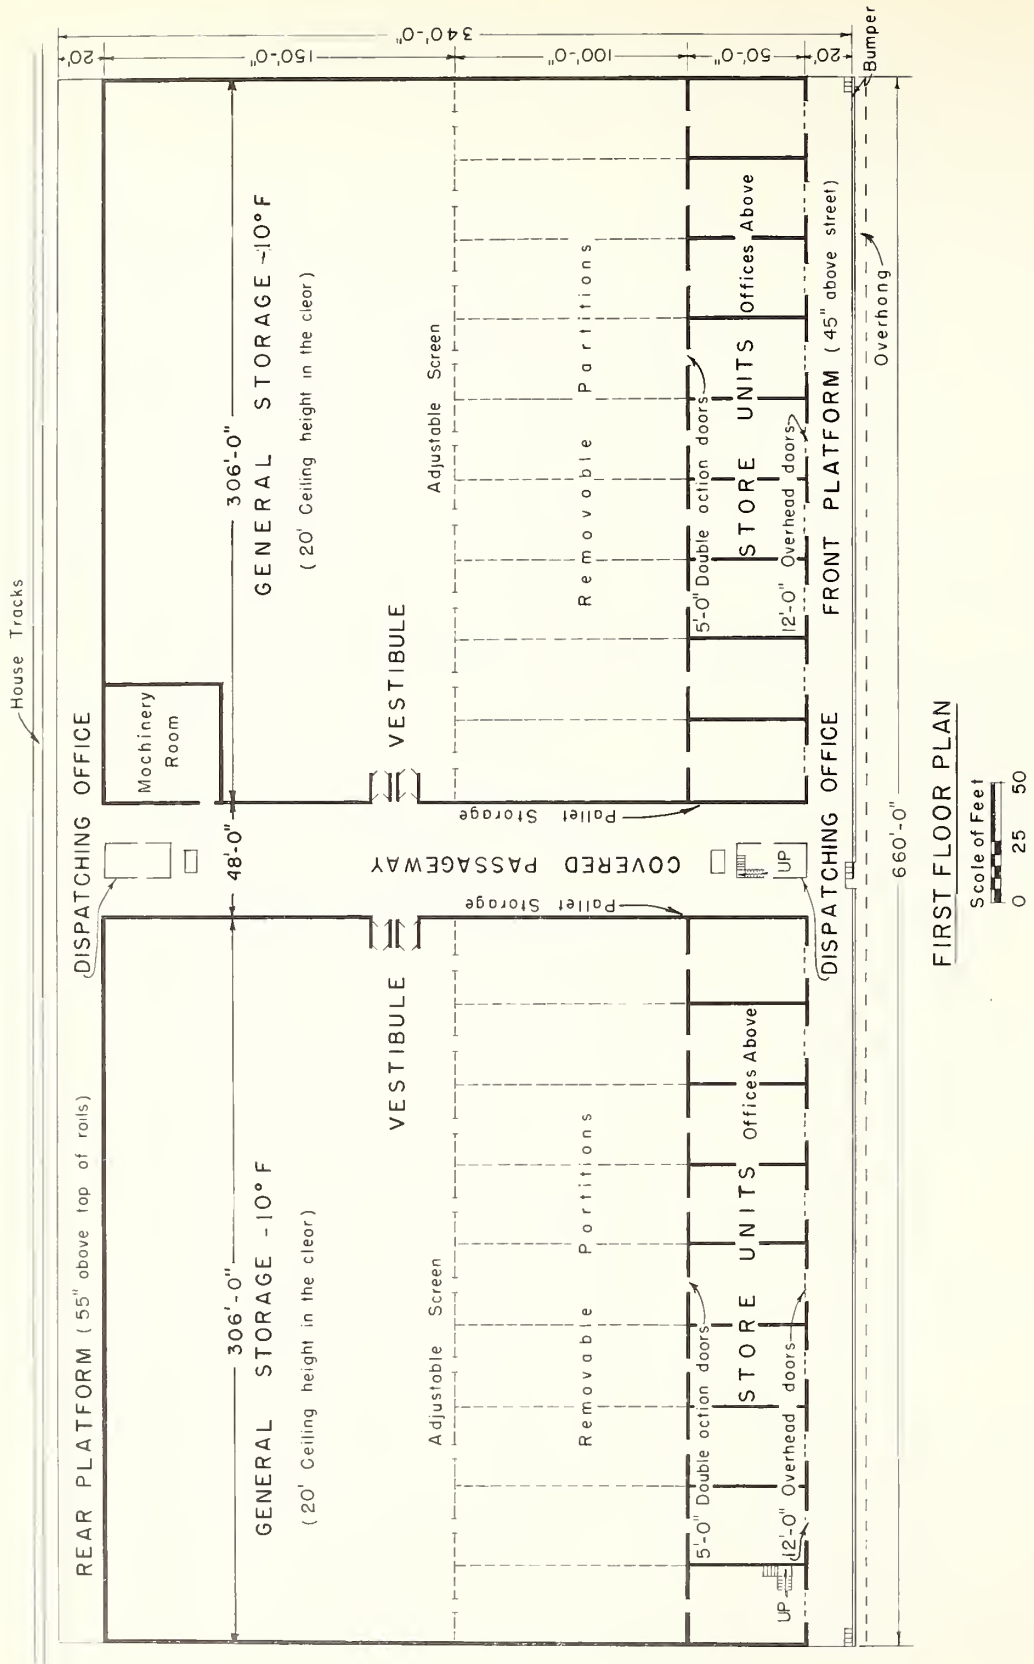 House Tracks
REAR PLATFORM (55" above top of rails)
DISPATCHING OFFICE
20'
Machinery
Room
306'-0"
48'-0"
306'-0"
GENERAL STORAGE -10°F
(20' Ceiling height in the clear)
GENERAL STORAGE -10°F
(20' Ceiling height in the clear)
150'-0"
340'-0"
VESTIBULE
VESTIBULE
Adjustable Screen
Adjustable Screen
COVERED PASSAGEWAY
Pallet Storage
Pallet Storage
Removable Partitions
Removable Partitions
100'-0"
5'-0" Double action doors
5'-0" Double action doors
STORE UNITS
Offices Above
STORE UNITS
Offices Above
50'-0"
UP
UP
12'-0" Overhead doors
12'-0" Overhead doors
DISPATCHING OFFICE
FRONT PLATFORM (45" above street)
20'
Bumper
Overhang
660'-0"
FIRST FLOOR PLAN
Scale of Feet
0 25 50